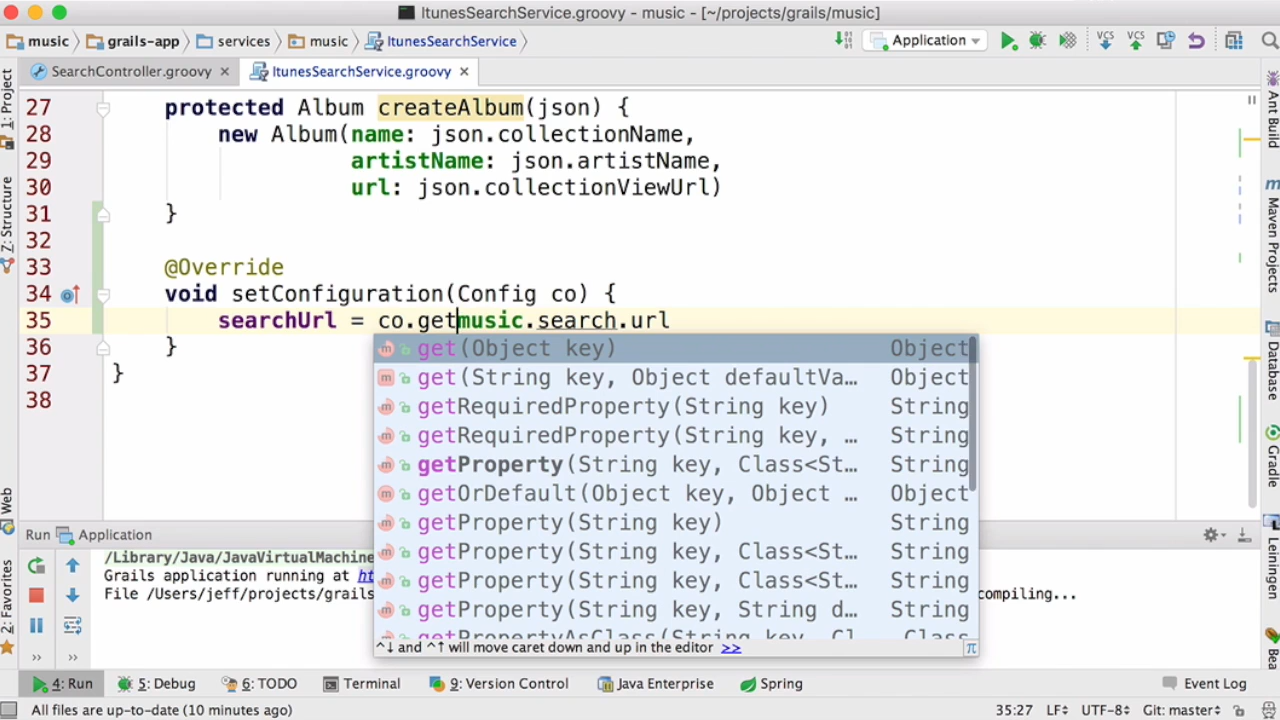 ItunesSearchService.groovy - music - [~/projects/grails/music]
music grails-app services music ItunesSearchService Application VCS VCS
SearchController.groovy × ItunesSearchService.groovy ×
1: Project
Z: Structure
Web
2: Favorites
27 protected Album createAlbum(json) {
28 new Album(name: json.collectionName,
29 artistName: json.artistName,
30 url: json.collectionViewUrl)
31 }
32
33 @Override
34 void setConfiguration(Config co) {
35 searchUrl = co.getmusic.search.url
36 }
37 }
38
get(Object key) Object
get(String key, Object defaultVa… Object
getRequiredProperty(String key) String
getRequiredProperty(String key, … String
getProperty(String key, Class<St… String
getOrDefault(Object key, Object … Object
getProperty(String key) String
getProperty(String key, Class<St… String
getProperty(String key, Class<St… String
getProperty(String key, String d… String
getPropertyAsClass(String key, Cl Class
^↓ and ^↑ will move caret down and up in the editor >> π
Ant Build
Maven Projects
Database
Gradle
Leiningen
Bea
Run Application
/Library/Java/JavaVirtualMachine
Grails application running at ht
File /Users/jeff/projects/grails compiling...
4: Run 5: Debug 6: TODO Terminal 9: Version Control Java Enterprise Spring Event Log
All files are up-to-date (10 minutes ago) 35:27 LF UTF-8 Git: master